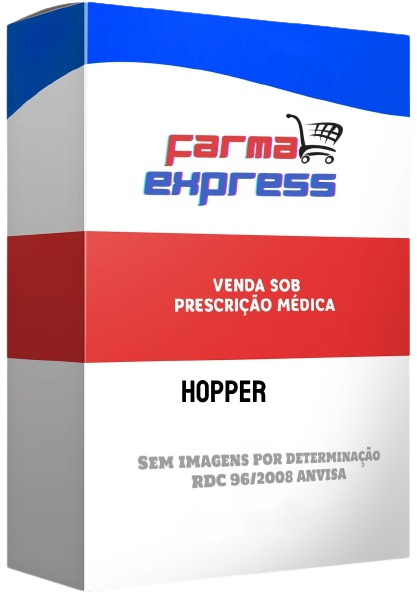 Farma
express
VENDA SOB
PRESCRIÇÃO MÉDICA
HOPPER
SEM IMAGENS POR DETERMINAÇÃO
RDC 96/2008 ANVISA